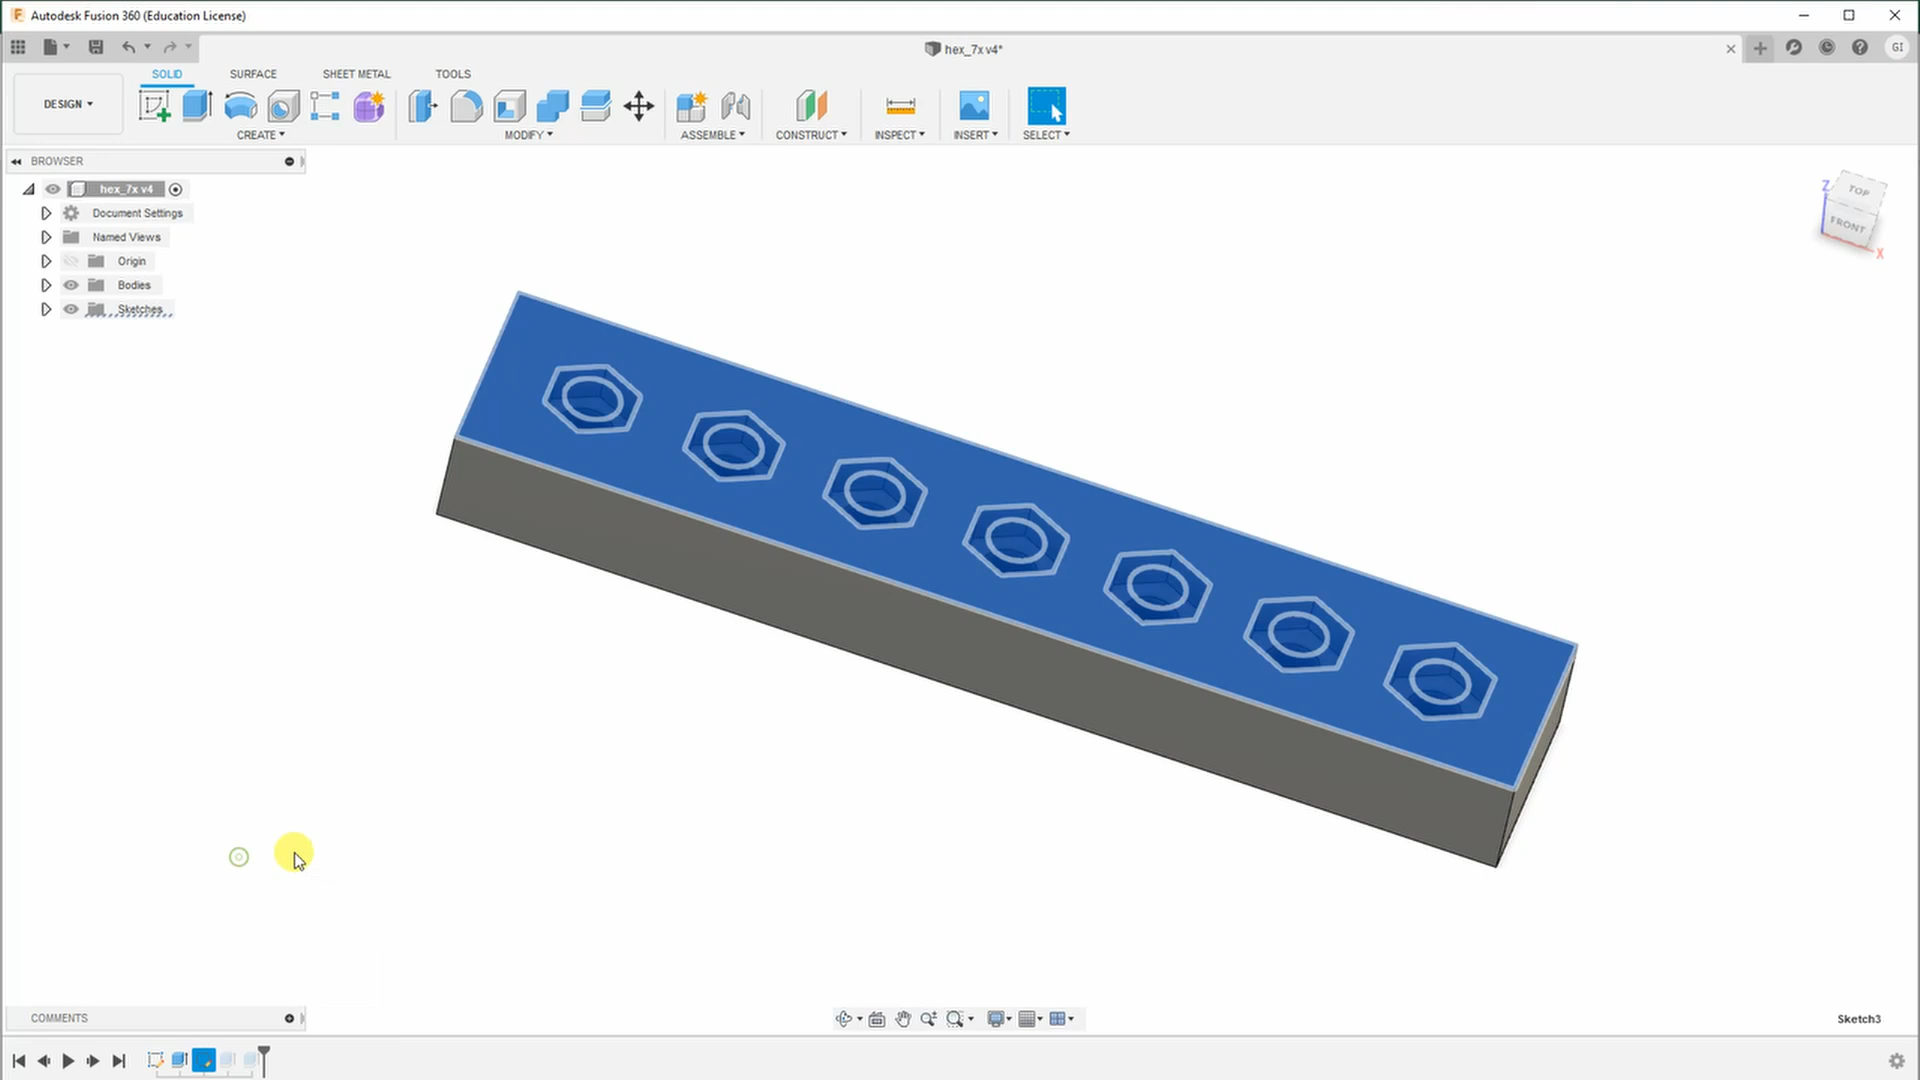 Autodesk Fusion 360 (Education License)
hex_7x v4*
GI
DESIGN
SOLID
SURFACE
SHEET METAL
TOOLS
CREATE
MODIFY
ASSEMBLE
CONSTRUCT
INSPECT
INSERT
SELECT
BROWSER
hex_7x v4
Document Settings
Named Views
Origin
Bodies
Sketches
Z
TOP
FRONT
X
COMMENTS
Sketch3